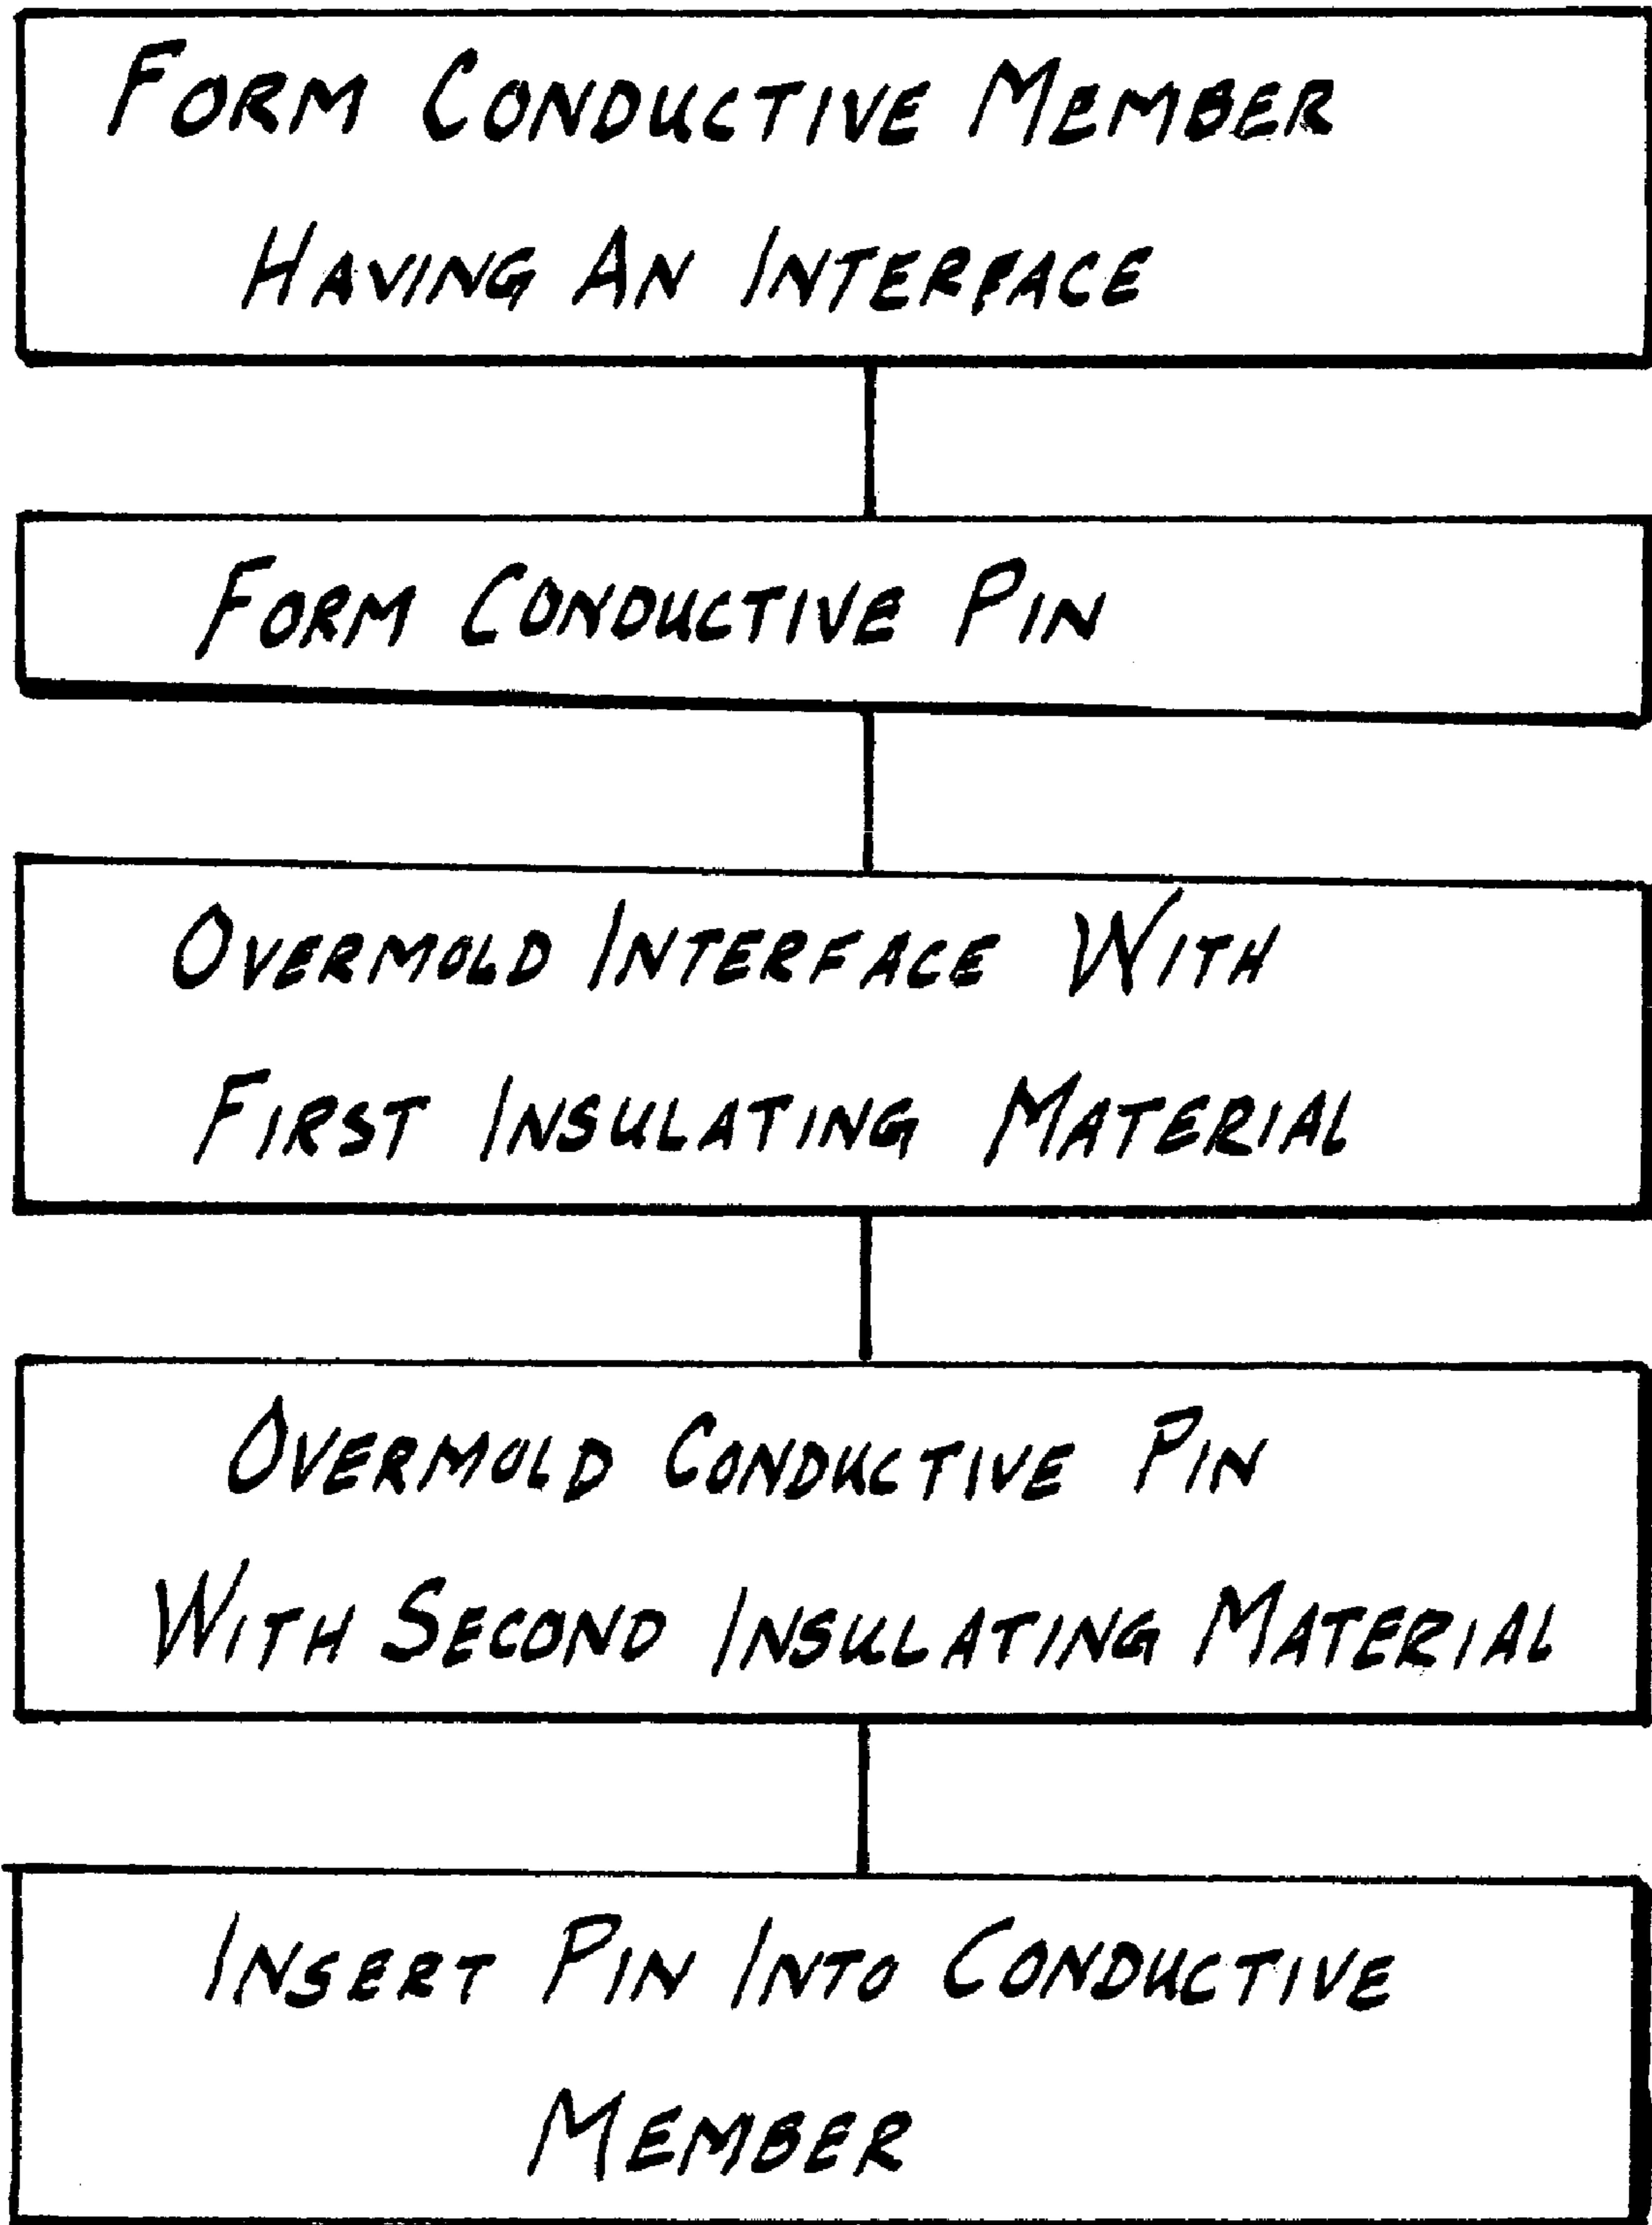 FORM CONDUCTIVE MEMBER
HAVING AN INTERFACE
FORM CONDUCTIVE PIN
OVERMOLD INTERFACE WITH
FIRST INSULATING MATERIAL
OVERMOLD CONDUCTIVE PIN
WITH SECOND INSULATING MATERIAL
INSERT PIN INTO CONDUCTIVE
MEMBER